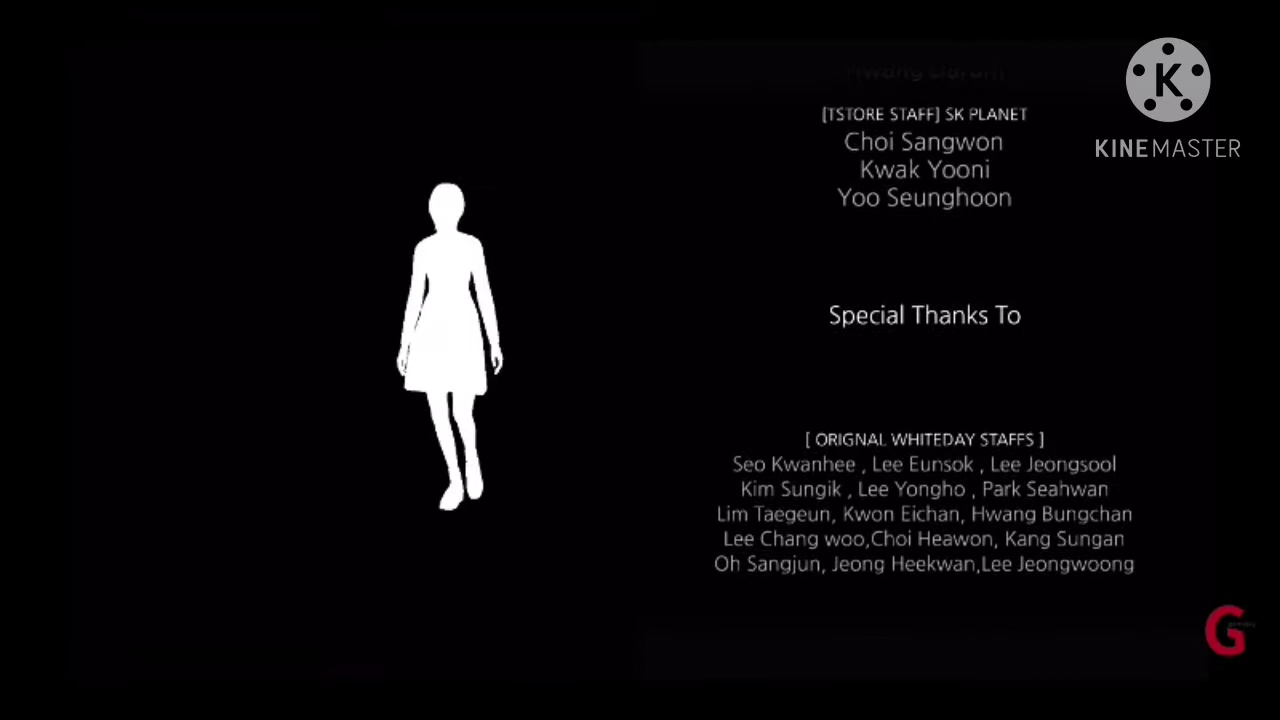 [TSTORE STAFF] SK PLANET
Choi Sangwon
Kwak Yooni
Yoo Seunghoon
Special Thanks To
[ ORIGNAL WHITEDAY STAFFS ]
Seo Kwanhee , Lee Eunsok , Lee Jeongsool
Kim Sungik , Lee Yongho , Park Seahwan
Lim Taegeun, Kwon Eichan, Hwang Bungchan
Lee Chang woo,Choi Heawon, Kang Sungan
Oh Sangjun, Jeong Heekwan,Lee Jeongwoong
K
KINEMASTER
G